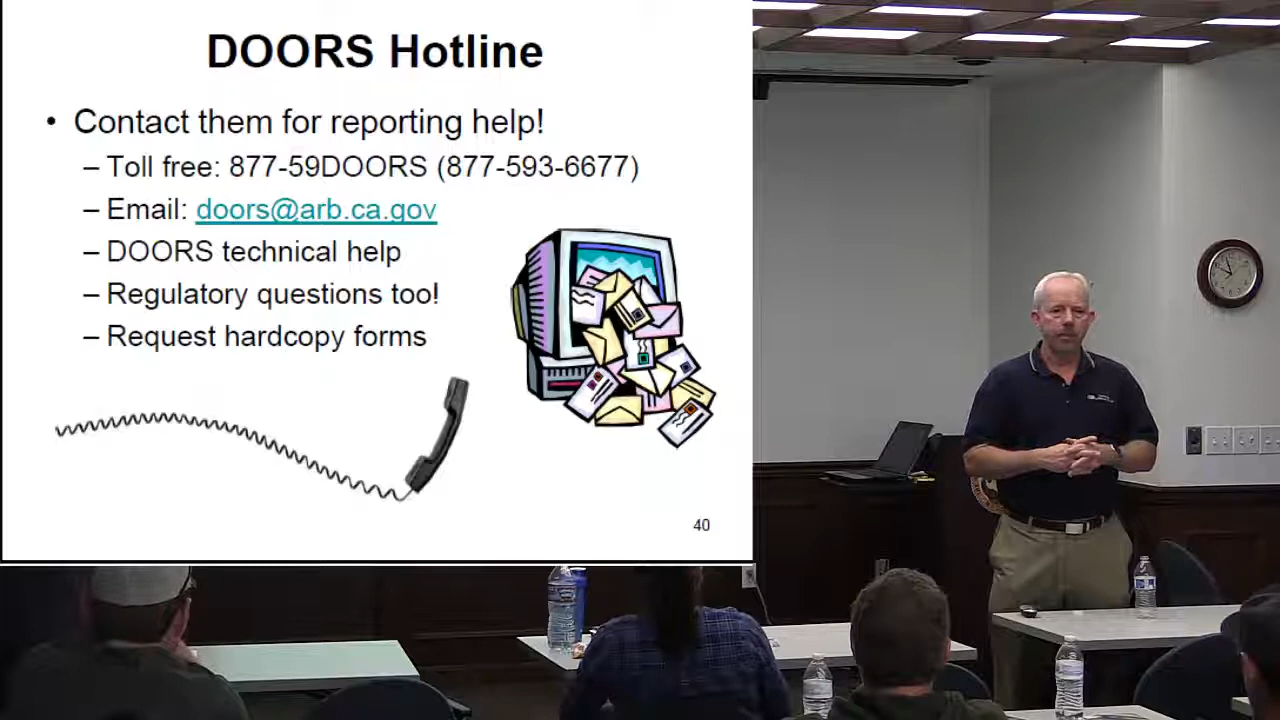 DOORS Hotline
• Contact them for reporting help!
– Toll free: 877-59DOORS (877-593-6677)
– Email: doors@arb.ca.gov
– DOORS technical help
– Regulatory questions too!
– Request hardcopy forms
40